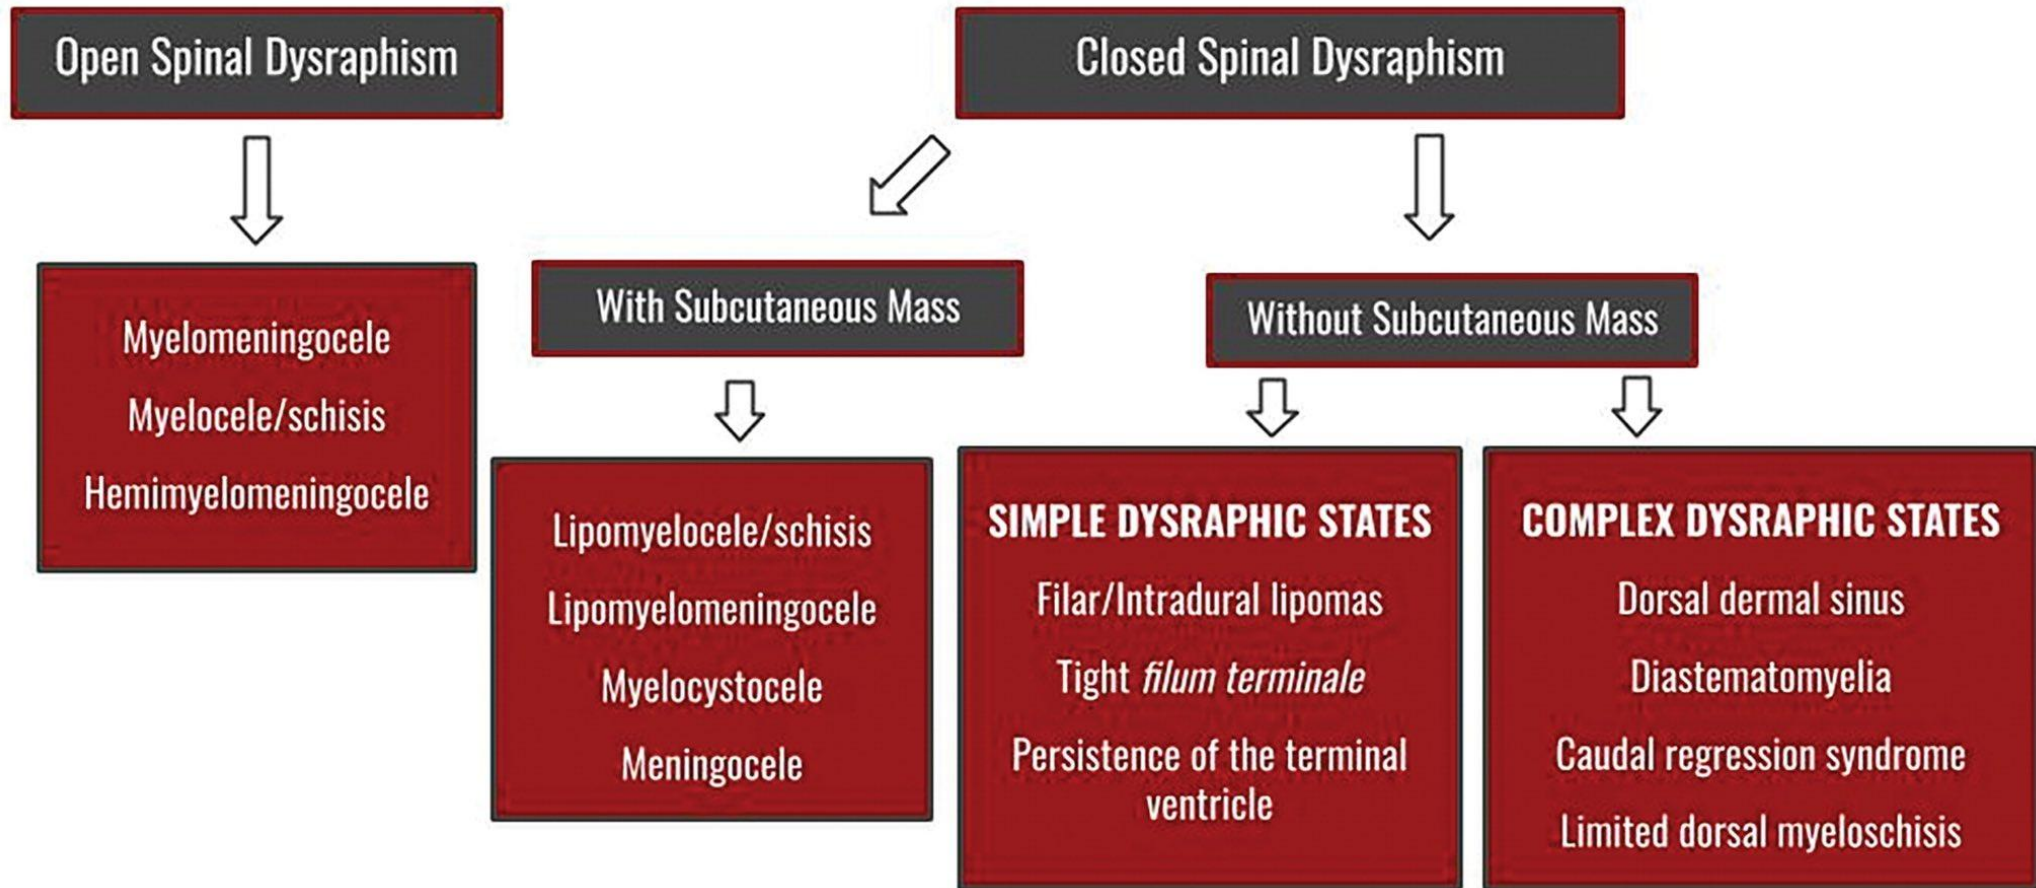 Open Spinal Dysraphism
Closed Spinal Dysraphism
Myelomeningocele
Myelocele/schisis
Hemimyelomeningocele
With Subcutaneous Mass
Lipomyelocele/schisis
Lipomyelomeningocele
Myelocystocele
Meningocele
Without Subcutaneous Mass
SIMPLE DYSRAPHIC STATES
Filar/Intradural lipomas
Tight filum terminale
Persistence of the terminal
ventricle
COMPLEX DYSRAPHIC STATES
Dorsal dermal sinus
Diastematomyelia
Caudal regression syndrome
Limited dorsal myeloschisis